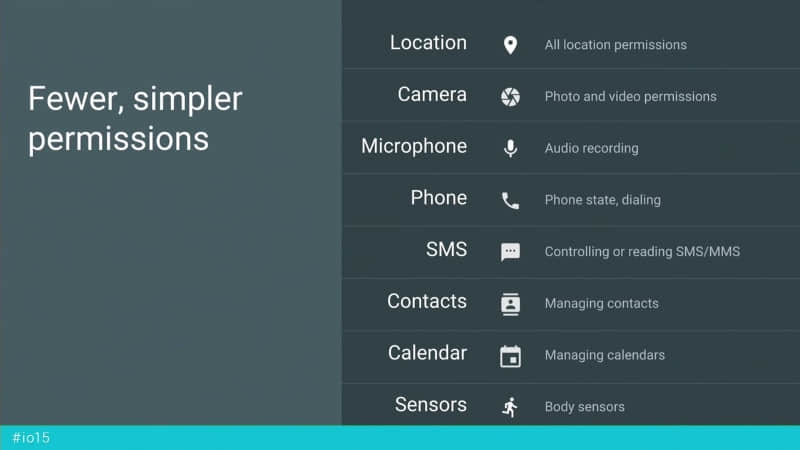 Fewer, simpler
permissions
Location All location permissions
Camera Photo and video permissions
Microphone Audio recording
Phone Phone state, dialing
SMS Controlling or reading SMS/MMS
Contacts Managing contacts
Calendar Managing calendars
Sensors Body sensors
#io15